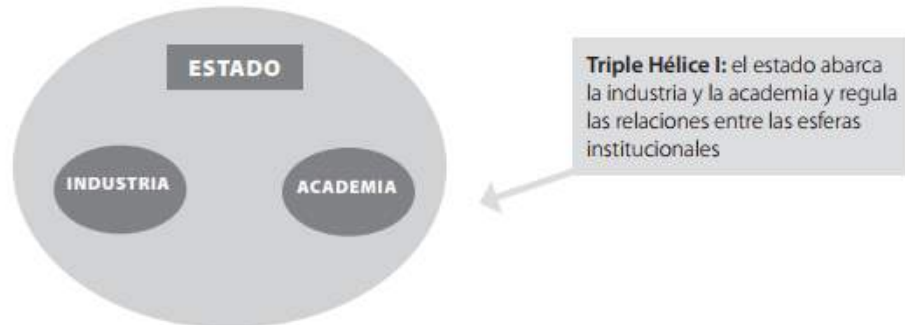 ESTADO
INDUSTRIA
ACADEMIA
Triple Hélice I: el estado abarca
la industria y la academia y regula
las relaciones entre las esferas
institucionales